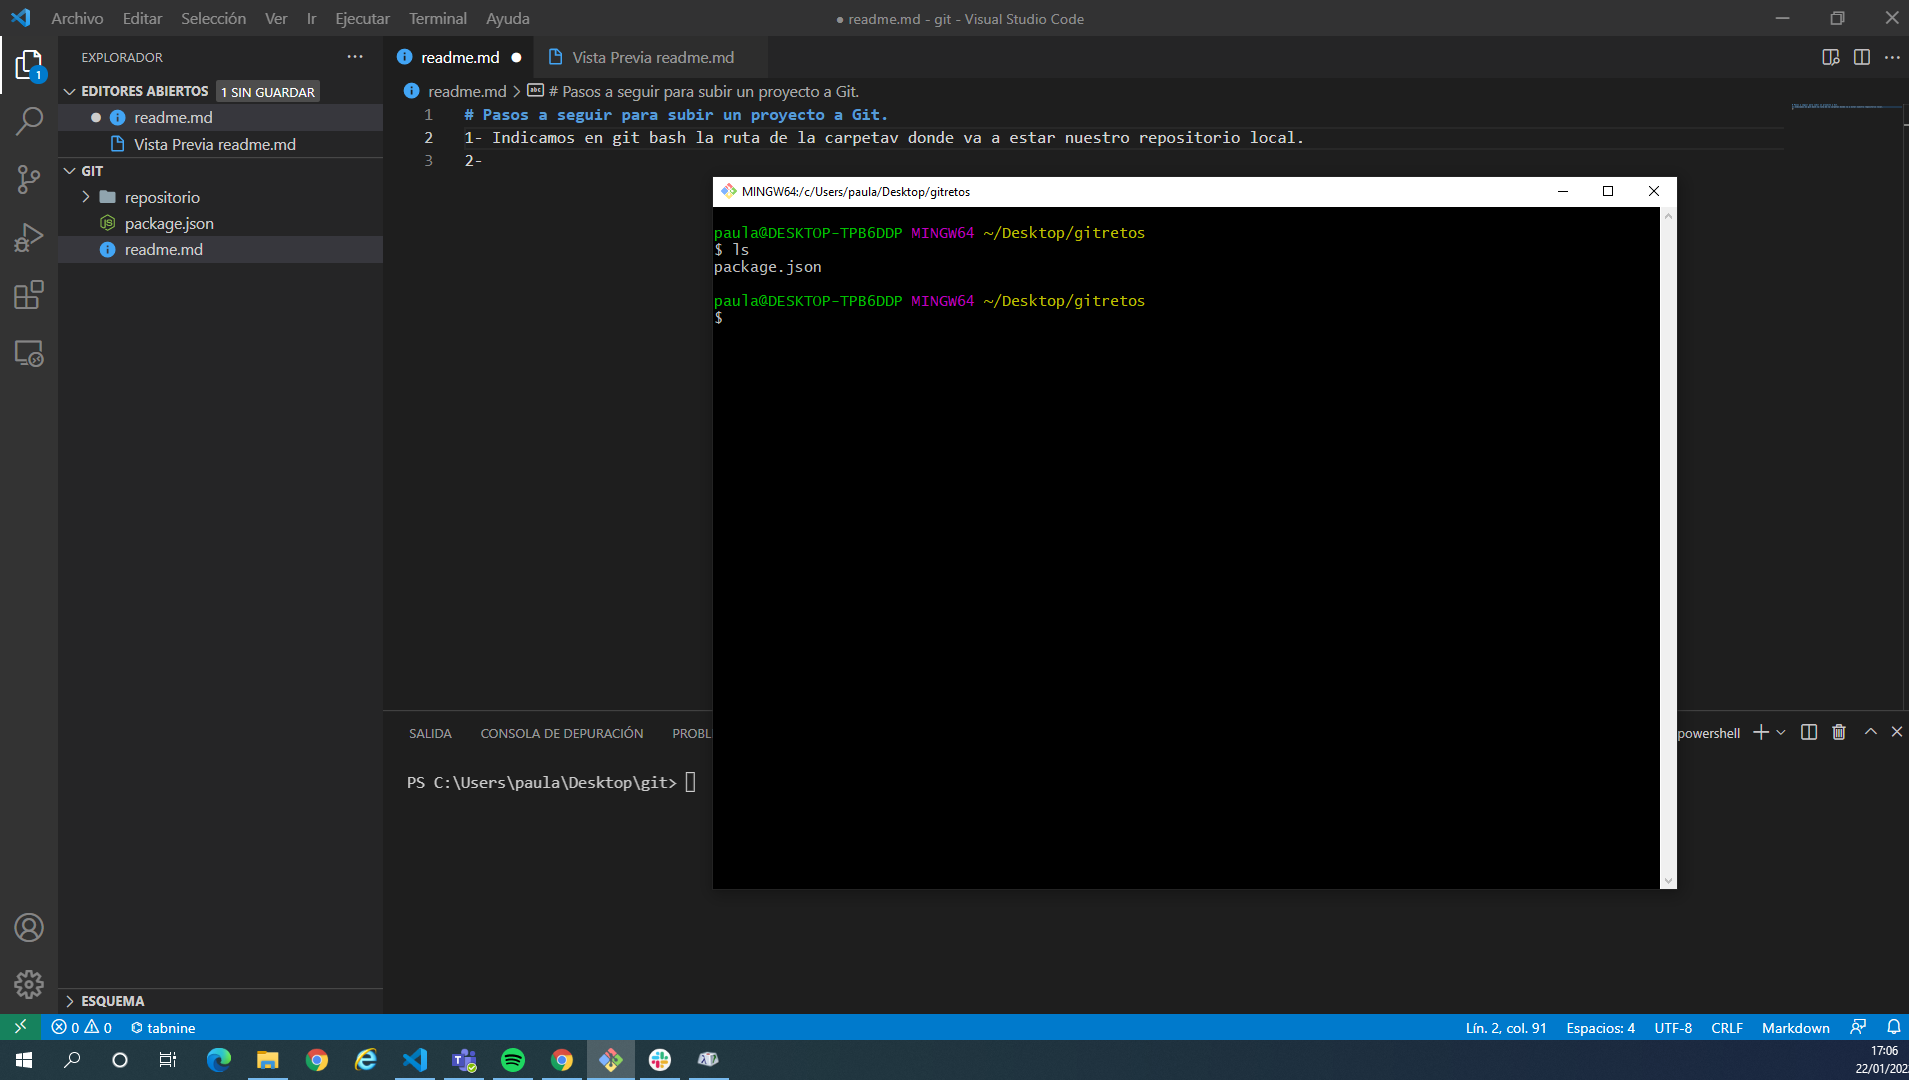 Archivo Editar Selección Ver Ir Ejecutar Terminal Ayuda
● readme.md - git - Visual Studio Code
EXPLORADOR
EDITORES ABIERTOS 1 SIN GUARDAR
readme.md
Vista Previa readme.md
GIT
repositorio
package.json
readme.md
ESQUEMA
1
readme.md Vista Previa readme.md
readme.md > # Pasos a seguir para subir un proyecto a Git.
1 # Pasos a seguir para subir un proyecto a Git.
2 1- Indicamos en git bash la ruta de la carpetav donde va a estar nuestro repositorio local.
3 2-
MINGW64:/c/Users/paula/Desktop/gitretos
paula@DESKTOP-TPB6DDP MINGW64 ~/Desktop/gitretos
$ ls
package.json
paula@DESKTOP-TPB6DDP MINGW64 ~/Desktop/gitretos
$
SALIDA CONSOLA DE DEPURACIÓN PROBL
powershell
PS C:\Users\paula\Desktop\git>
0 0 tabnine
Lín. 2, col. 91 Espacios: 4 UTF-8 CRLF Markdown
17:06
22/01/202